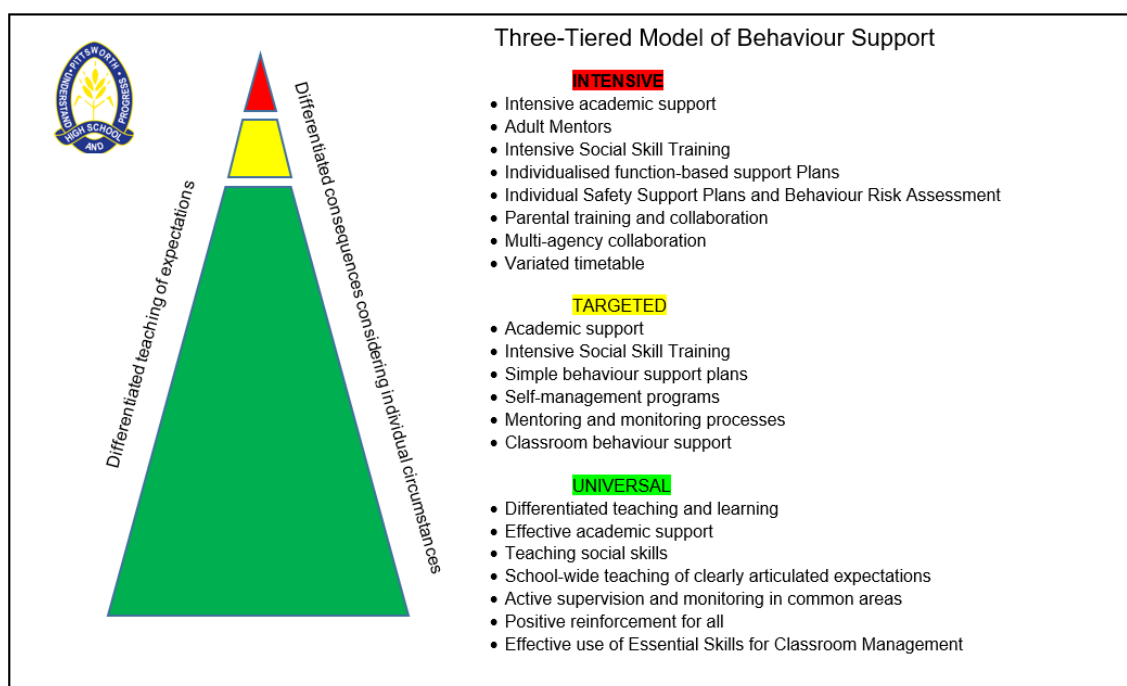 Three-Tiered Model of Behaviour Support
UNDERSTAND • PITTSWORTH • PROGRESS
HIGH SCHOOL
AND
Differentiated teaching of expectations
Differentiated consequences considering individual circumstances
INTENSIVE
• Intensive academic support
• Adult Mentors
• Intensive Social Skill Training
• Individualised function-based support Plans
• Individual Safety Support Plans and Behaviour Risk Assessment
• Parental training and collaboration
• Multi-agency collaboration
• Variated timetable
TARGETED
• Academic support
• Intensive Social Skill Training
• Simple behaviour support plans
• Self-management programs
• Mentoring and monitoring processes
• Classroom behaviour support
UNIVERSAL
• Differentiated teaching and learning
• Effective academic support
• Teaching social skills
• School-wide teaching of clearly articulated expectations
• Active supervision and monitoring in common areas
• Positive reinforcement for all
• Effective use of Essential Skills for Classroom Management